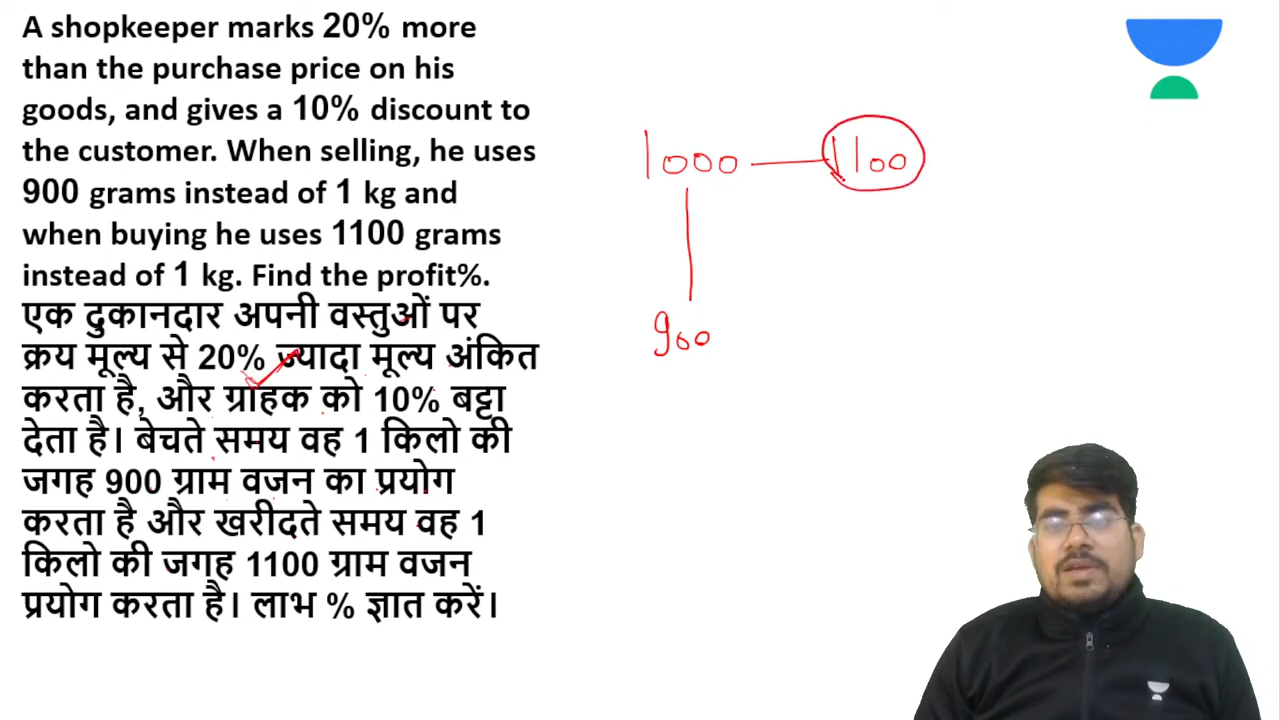 A shopkeeper marks 20% more
than the purchase price on his
goods, and gives a 10% discount to
the customer. When selling, he uses
900 grams instead of 1 kg and
when buying he uses 1100 grams
instead of 1 kg. Find the profit%.
एक दुकानदार अपनी वस्तुओं पर
क्रय मूल्य से 20% ज्यादा मूल्य अंकित
करता है, और ग्राहक को 10% बट्टा
देता है। बेचते समय वह 1 किलो की
जगह 900 ग्राम वजन का प्रयोग
करता है और खरीदते समय वह 1
किलो की जगह 1100 ग्राम वजन
प्रयोग करता है। लाभ % ज्ञात करें।
1000 — 1100
900